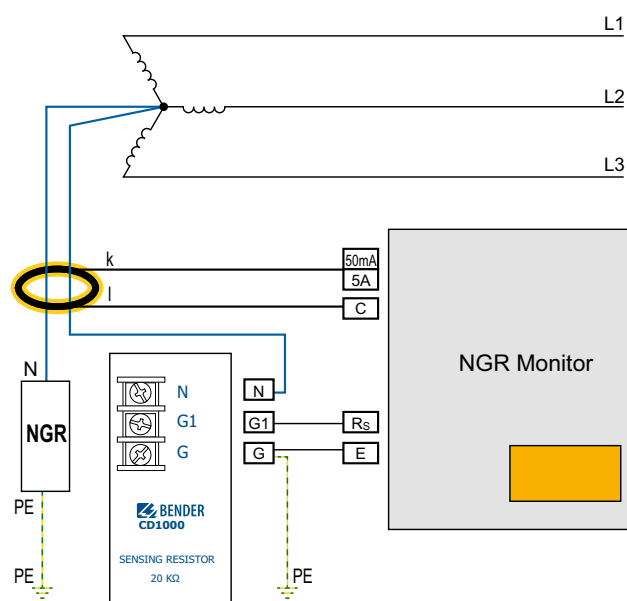 L1
L2
L3
k
50mA
5A
l
C
NGR Monitor
N
N
N
NGR
G1
G1
Rs
G
G
E
PE
BENDER
CD1000
SENSING RESISTOR
20 KΩ
PE
PE